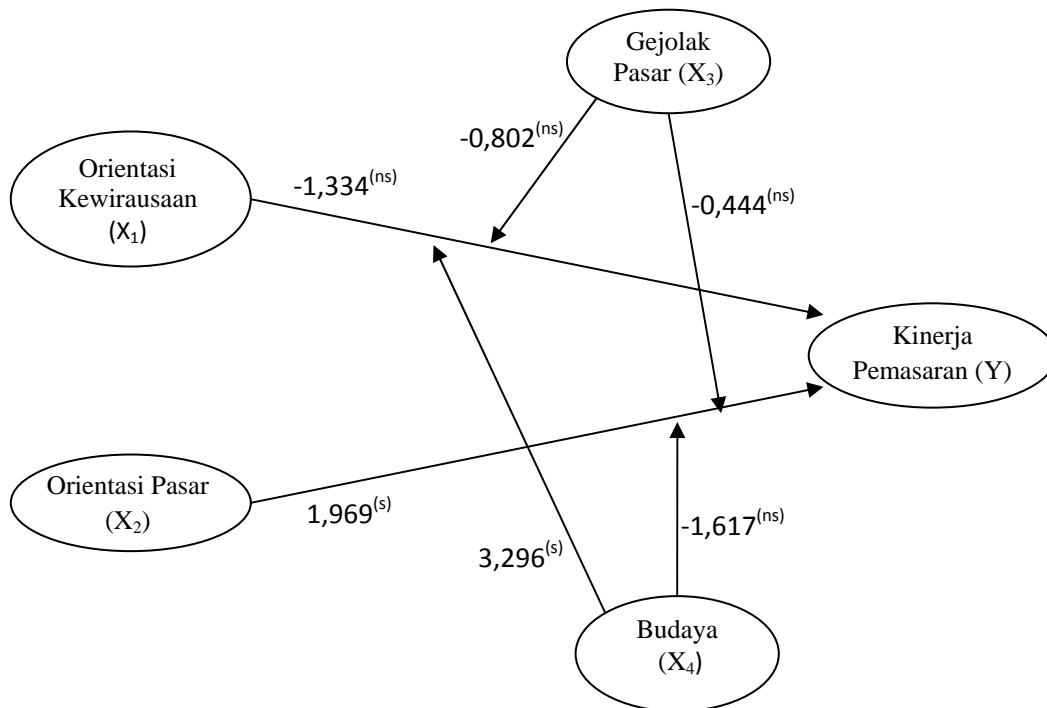 Gejolak
Pasar (X₃)
-0,802(ns)
Orientasi
Kewirausaan
(X₁)
-1,334(ns)
-0,444(ns)
Kinerja
Pemasaran (Y)
Orientasi Pasar
(X₂)
1,969(s)
-1,617(ns)
3,296(s)
Budaya
(X₄)